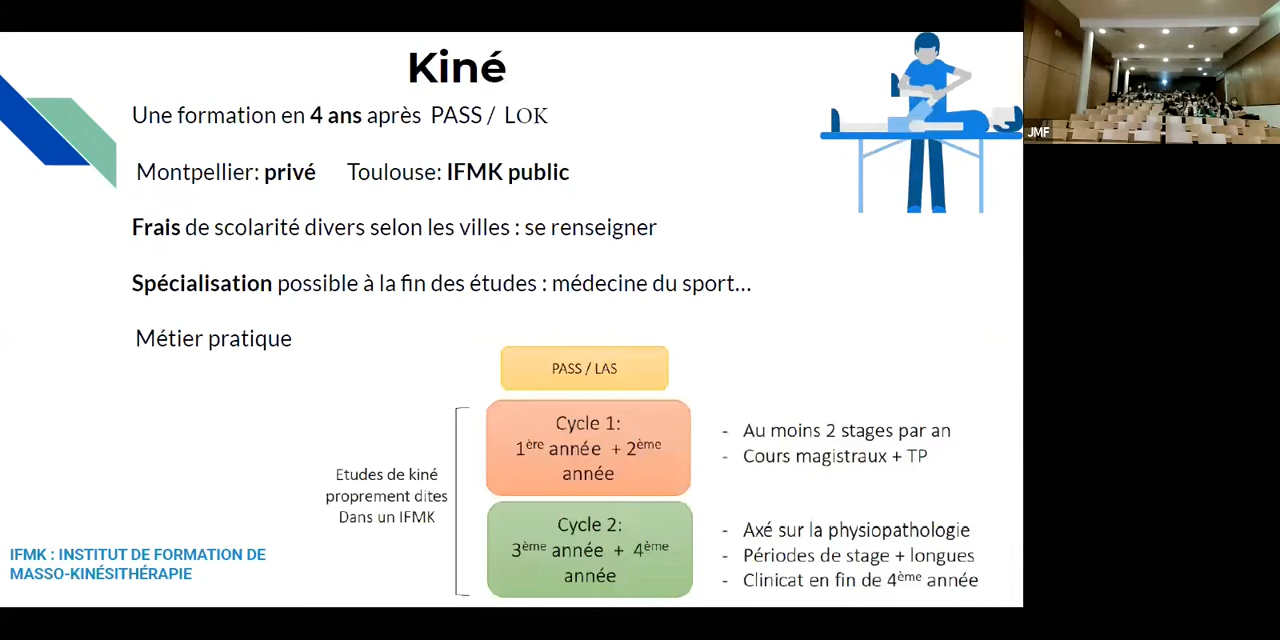 Kiné
Une formation en 4 ans après PASS / LOK
Montpellier: privé Toulouse: IFMK public
Frais de scolarité divers selon les villes : se renseigner
Spécialisation possible à la fin des études : médecine du sport...
Métier pratique
PASS / LAS
Cycle 1:
1ère année + 2ème
année
- Au moins 2 stages par an
- Cours magistraux + TP
Etudes de kiné
proprement dites
Dans un IFMK
Cycle 2:
3ème année + 4ème
année
- Axé sur la physiopathologie
- Périodes de stage + longues
- Clinicat en fin de 4ème année
IFMK : INSTITUT DE FORMATION DE
MASSO-KINÉSITHÉRAPIE
JMF